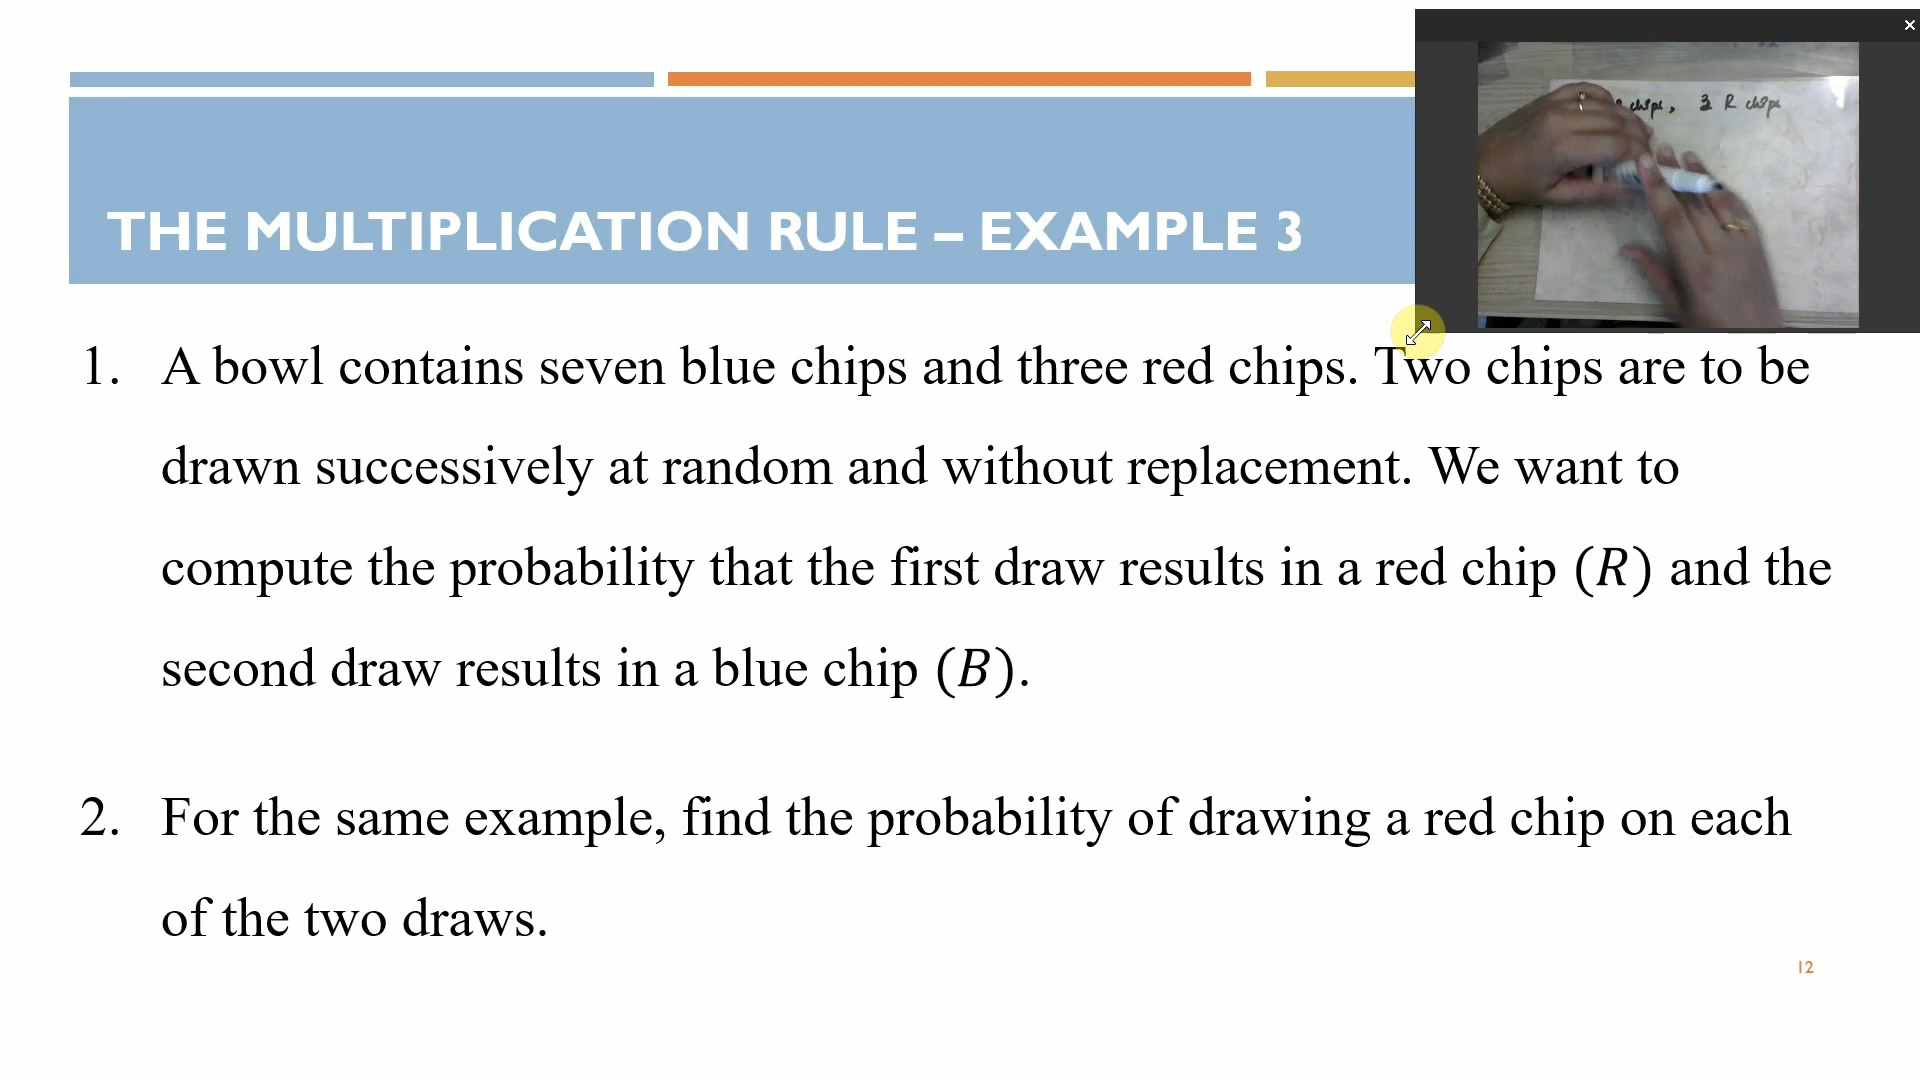 THE MULTIPLICATION RULE – EXAMPLE 3
chips, 3 R chips
1. A bowl contains seven blue chips and three red chips. Two chips are to be
drawn successively at random and without replacement. We want to
compute the probability that the first draw results in a red chip (R) and the
second draw results in a blue chip (B).
2. For the same example, find the probability of drawing a red chip on each
of the two draws.
12